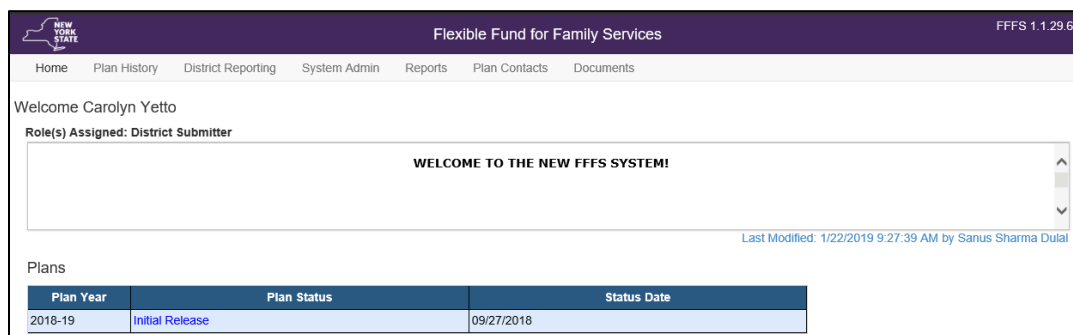 NEW
YORK
STATE
Flexible Fund for Family Services
FFFS 1.1.29.6
Home Plan History District Reporting System Admin Reports Plan Contacts Documents
Welcome Carolyn Yetto
Role(s) Assigned: District Submitter
WELCOME TO THE NEW FFFS SYSTEM!
Last Modified: 1/22/2019 9:27:39 AM by Sanus Sharma Dulal
Plans
Plan Year Plan Status Status Date
2018-19 Initial Release 09/27/2018